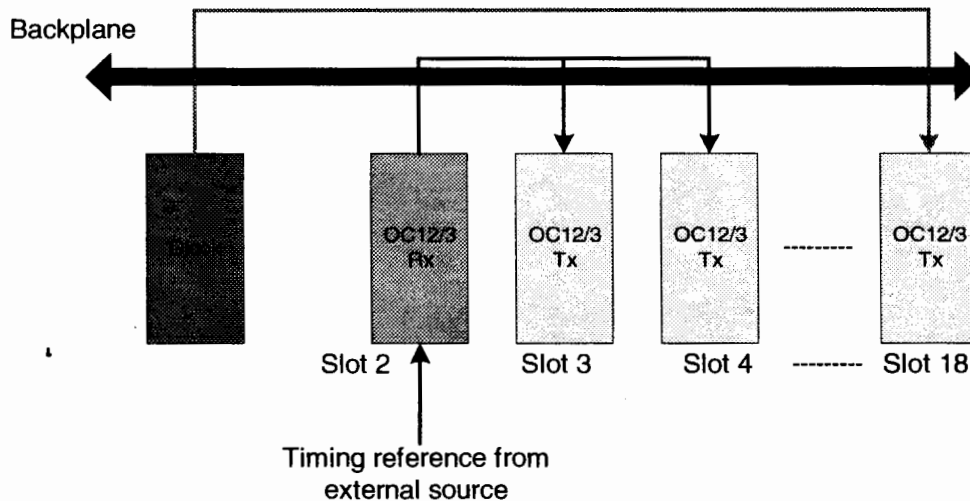 Backplane
OC12/3
Rx
OC12/3
Tx
OC12/3
Tx
OC12/3
Tx
Slot 2
Slot 3
Slot 4
Slot 18
Timing reference from
external source